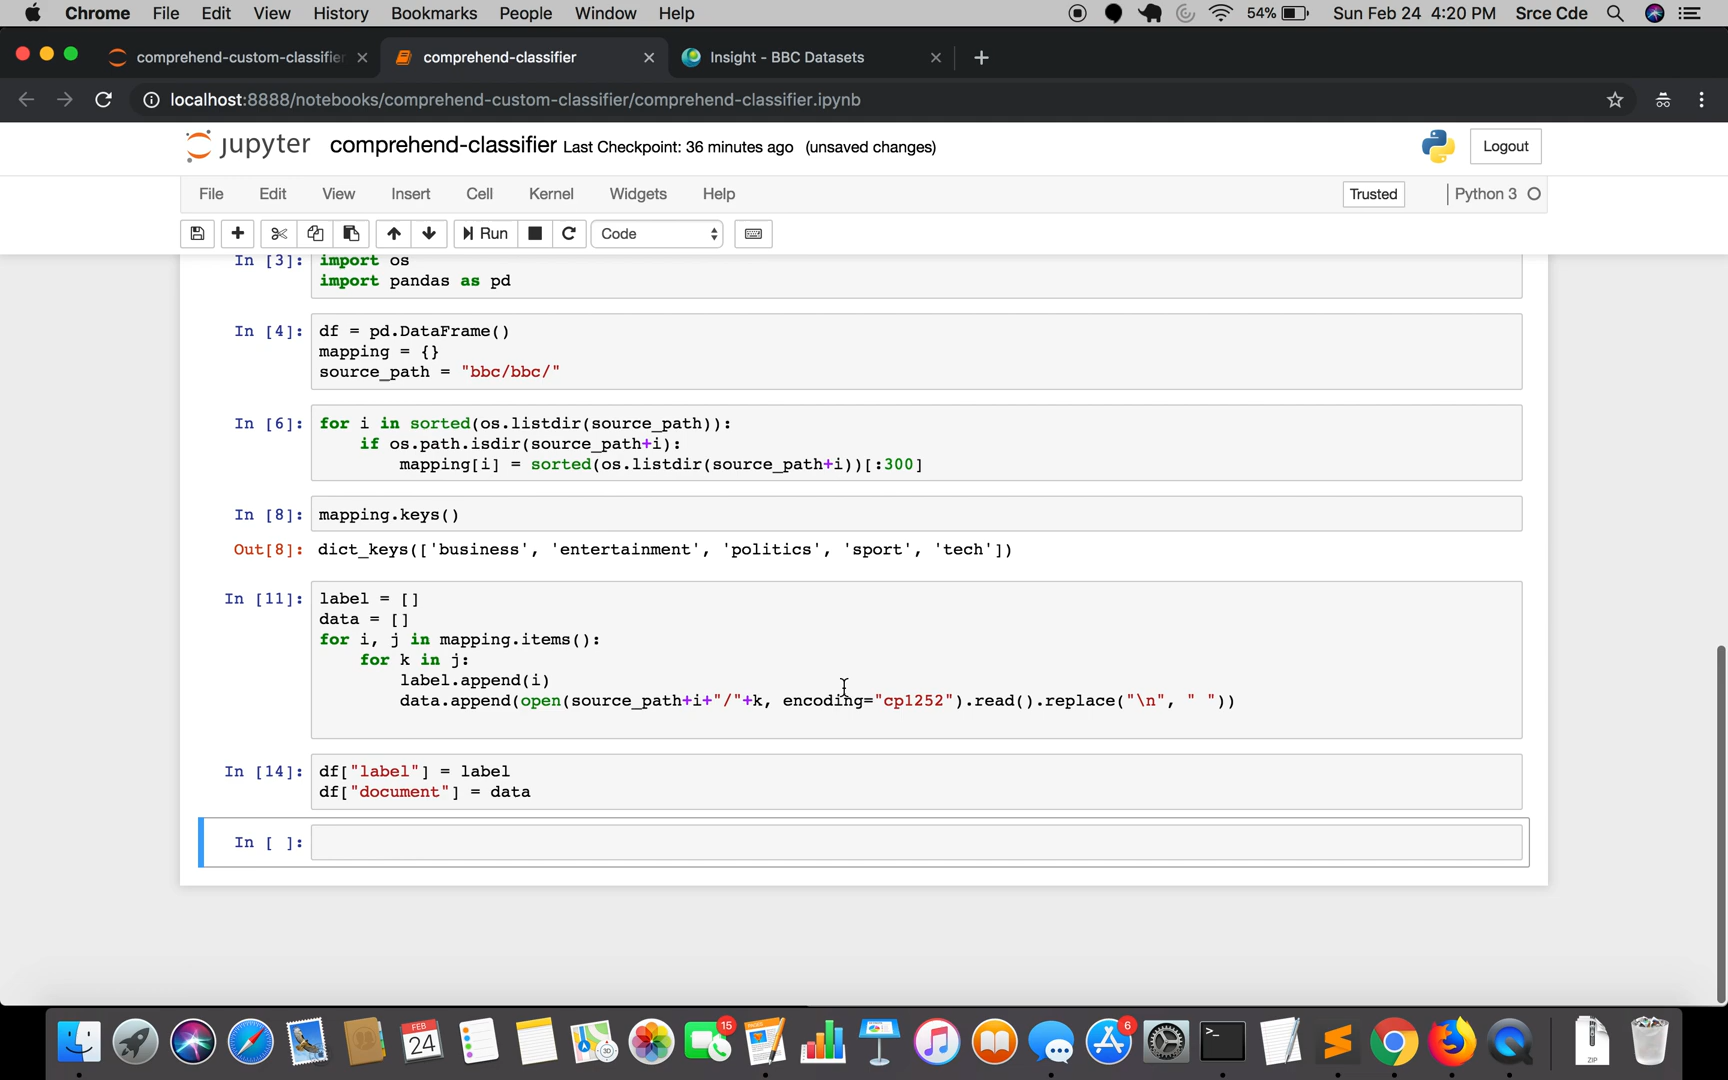 Chrome File Edit View History Bookmarks People Window Help 54% Sun Feb 24 4:20 PM Srce Cde
comprehend-custom-classifier comprehend-classifier Insight - BBC Datasets
localhost:8888/notebooks/comprehend-custom-classifier/comprehend-classifier.ipynb
jupyter comprehend-classifier Last Checkpoint: 36 minutes ago (unsaved changes) Logout
File Edit View Insert Cell Kernel Widgets Help Trusted Python 3
Run Code
In [3]: import os
import pandas as pd
In [4]: df = pd.DataFrame()
mapping = {}
source_path = "bbc/bbc/"
In [6]: for i in sorted(os.listdir(source_path)):
if os.path.isdir(source_path+i):
mapping[i] = sorted(os.listdir(source_path+i))[:300]
In [8]: mapping.keys()
Out[8]: dict_keys(['business', 'entertainment', 'politics', 'sport', 'tech'])
In [11]: label = []
data = []
for i, j in mapping.items():
for k in j:
label.append(i)
data.append(open(source_path+i+"/"+k, encoding="cp1252").read().replace("\n", " "))
In [14]: df["label"] = label
df["document"] = data
In [ ]:
FEB
24
15
6
PAGES
3D
>_
ZIP